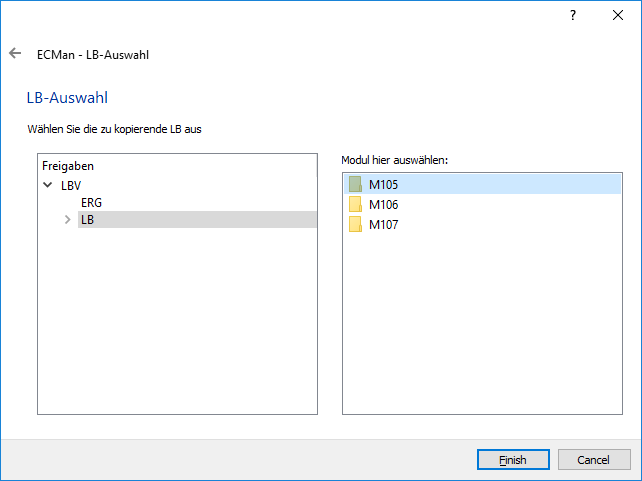 ?
ECMan - LB-Auswahl
LB-Auswahl
Wählen Sie die zu kopierende LB aus
Freigaben
LBV
ERG
LB
Modul hier auswählen:
M105
M106
M107
Finish
Cancel